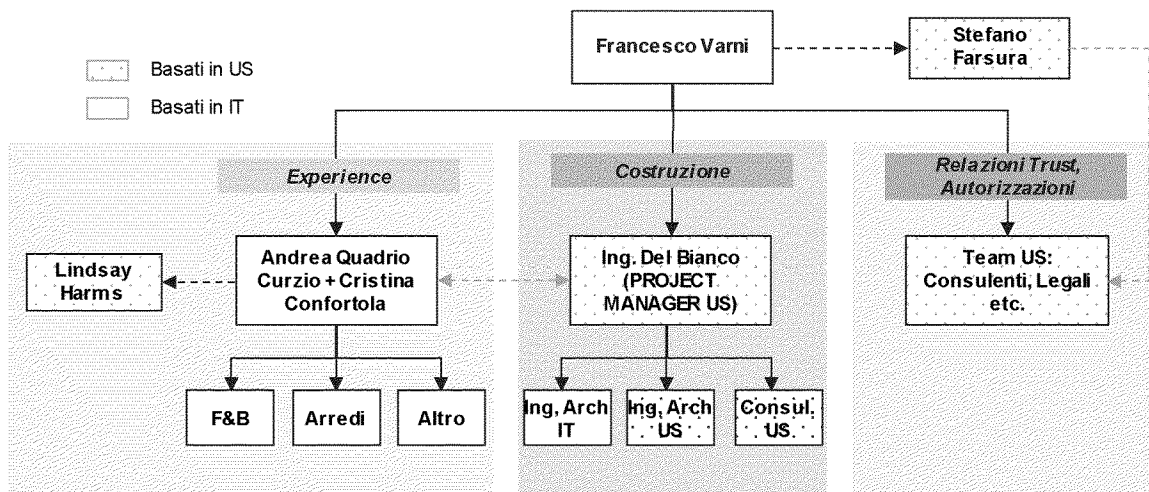 Francesco Varni
Stefano
Farsura
Basati in US
Basati in IT
Experience
Costruzione
Relazioni Trust,
Autorizzazioni
Lindsay
Harms
Andrea Quadrio
Curzio + Cristina
Confortola
Ing. Del Bianco
(PROJECT
MANAGER US)
Team US:
Consulenti, Legali
etc.
F&B
Arredi
Altro
Ing, Arch
IT
Ing, Arch
US
Consul.
US.